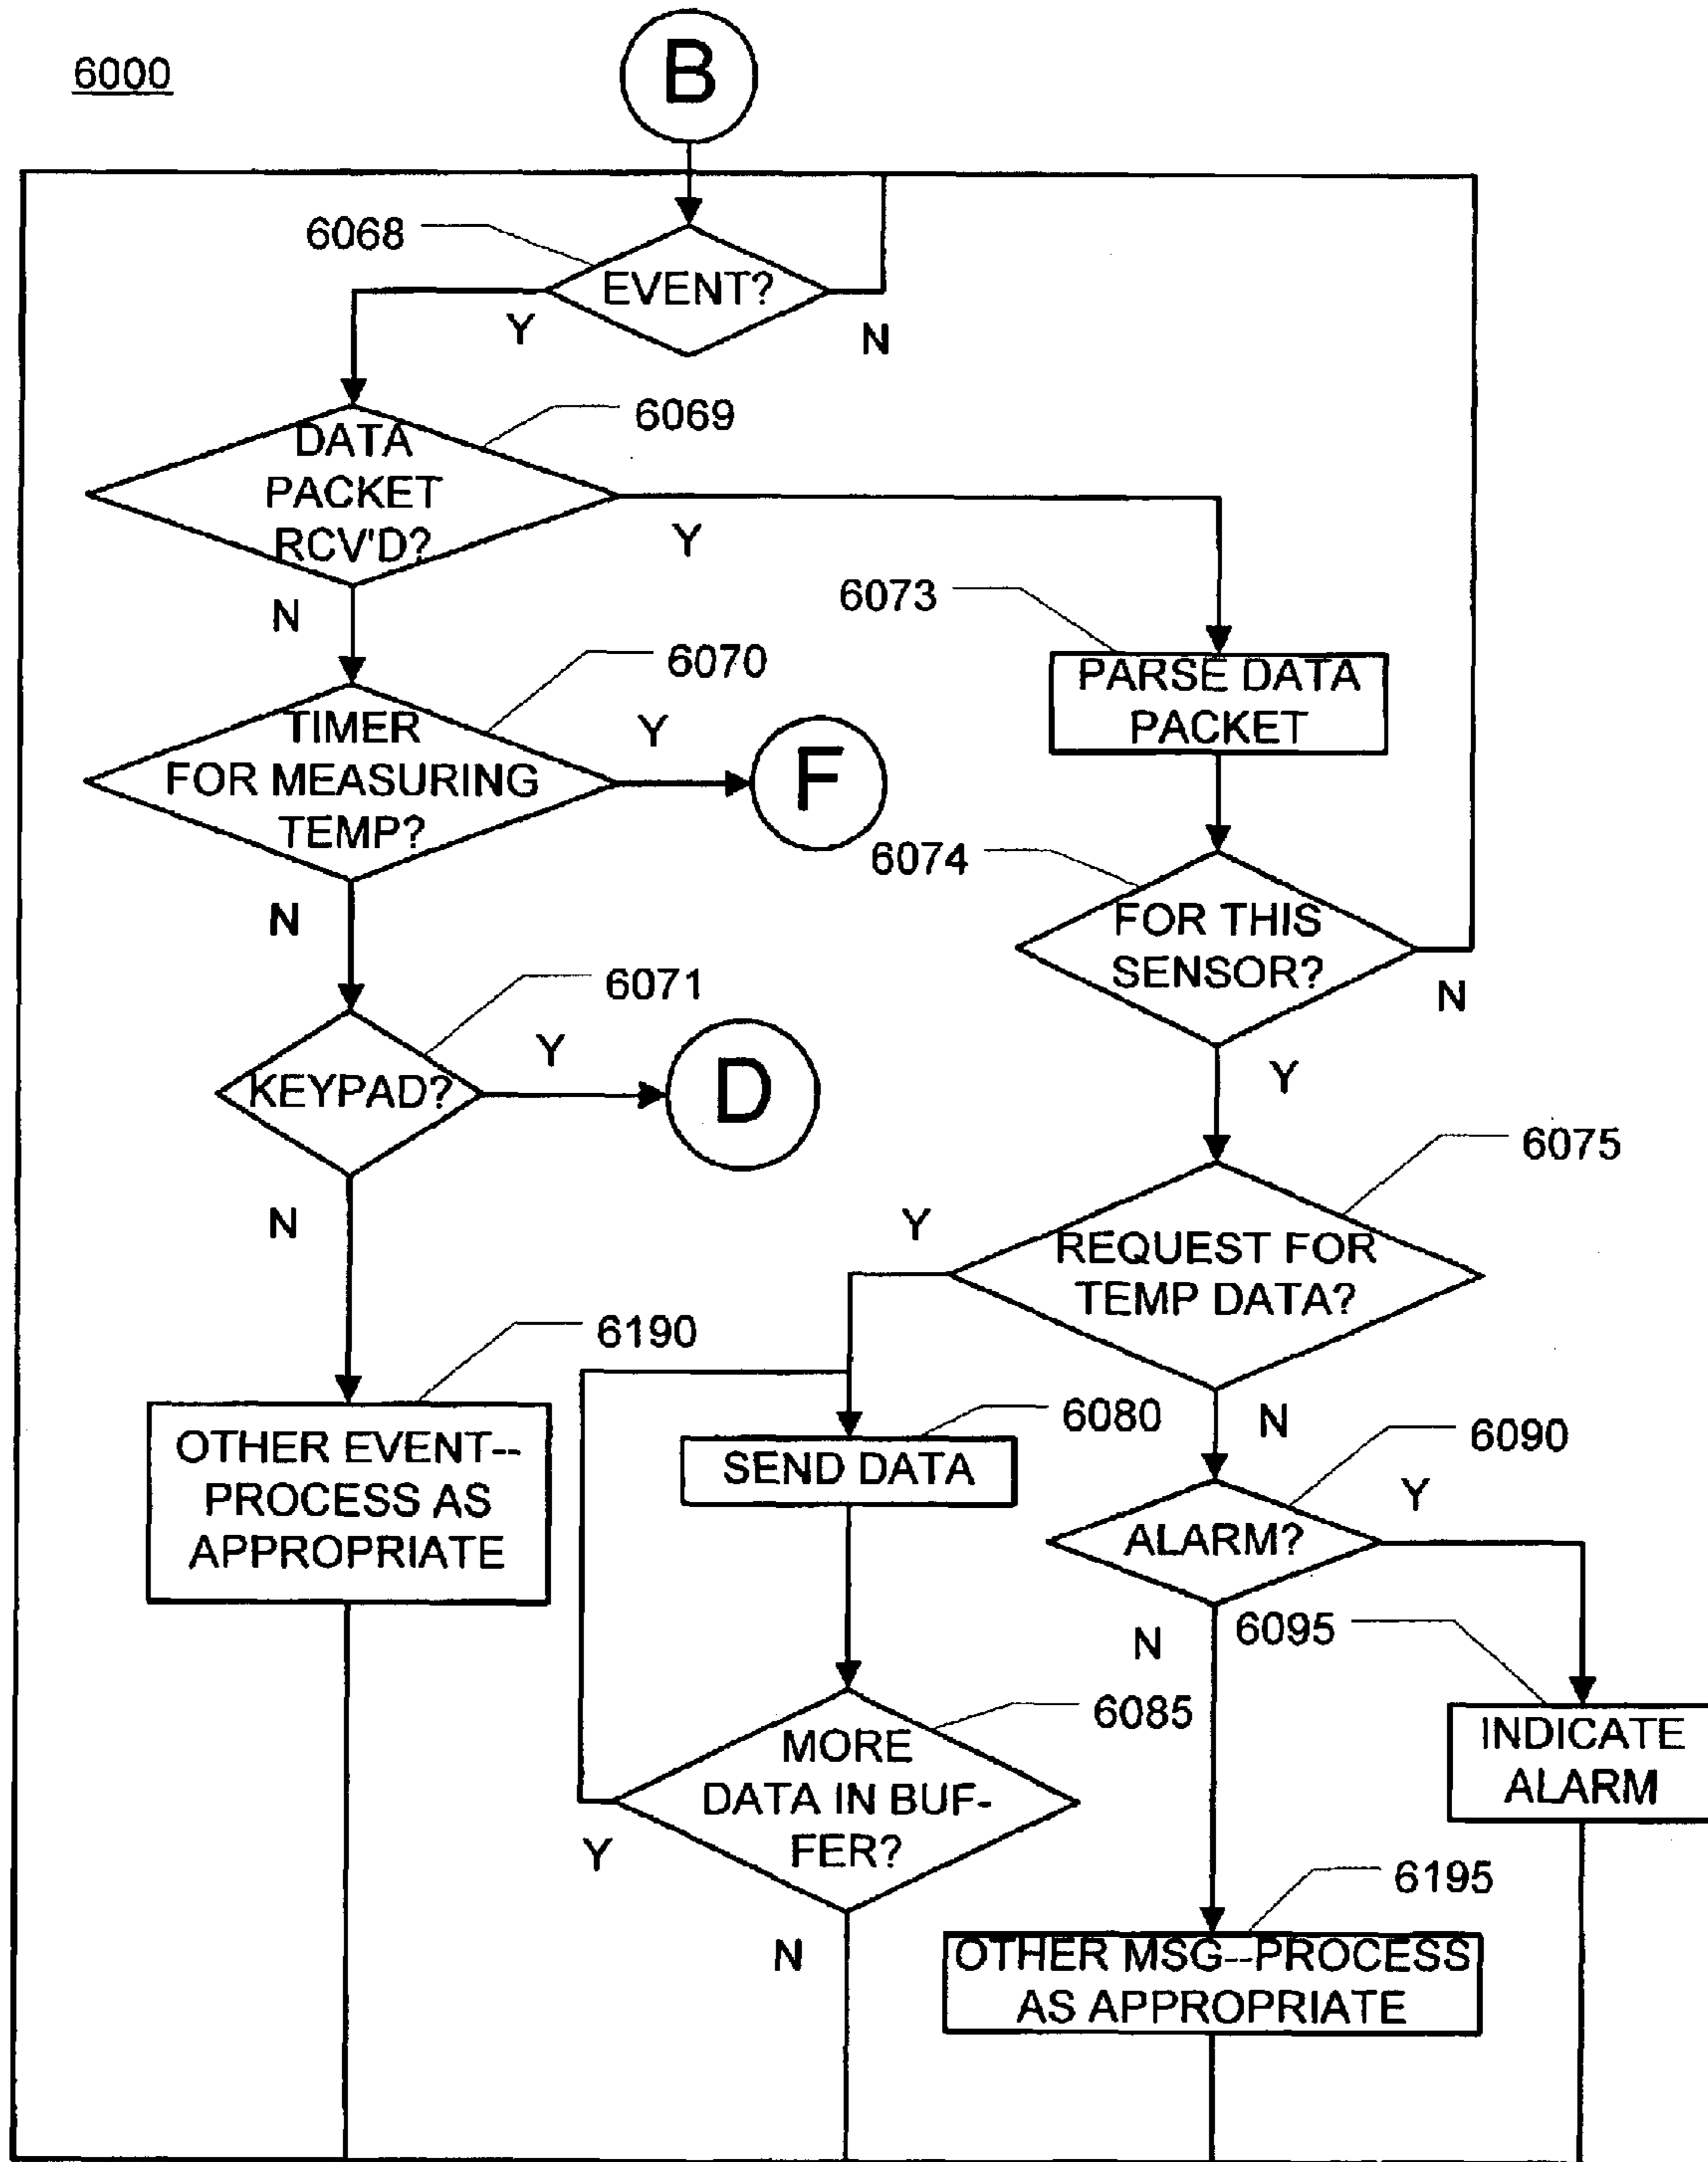 6000
B
6068
EVENT?
Y
N
6069
DATA
PACKET
RCV'D?
Y
N
6073
PARSE DATA
PACKET
6070
TIMER
FOR MEASURING
TEMP?
Y
F
N
6074
FOR THIS
SENSOR?
N
Y
6071
KEYPAD?
Y
D
N
6075
REQUEST FOR
TEMP DATA?
Y
N
6190
OTHER EVENT--
PROCESS AS
APPROPRIATE
6080
SEND DATA
6090
ALARM?
Y
N
6095
INDICATE
ALARM
6085
MORE
DATA IN BUF-
FER?
Y
N
6195
OTHER MSG--PROCESS
AS APPROPRIATE